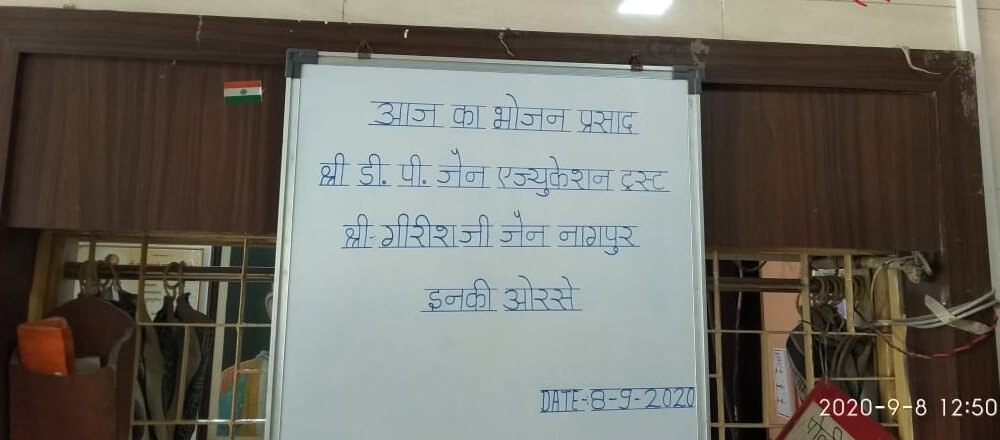 आज का भोजन प्रसाद
श्री डी. पी. जैन एज्युकेशन ट्रस्ट
श्री-गीरीशजी जैन नागपुर
इनकी ओरसे
DATE-:8-9-2020
2020-9-8 12:50